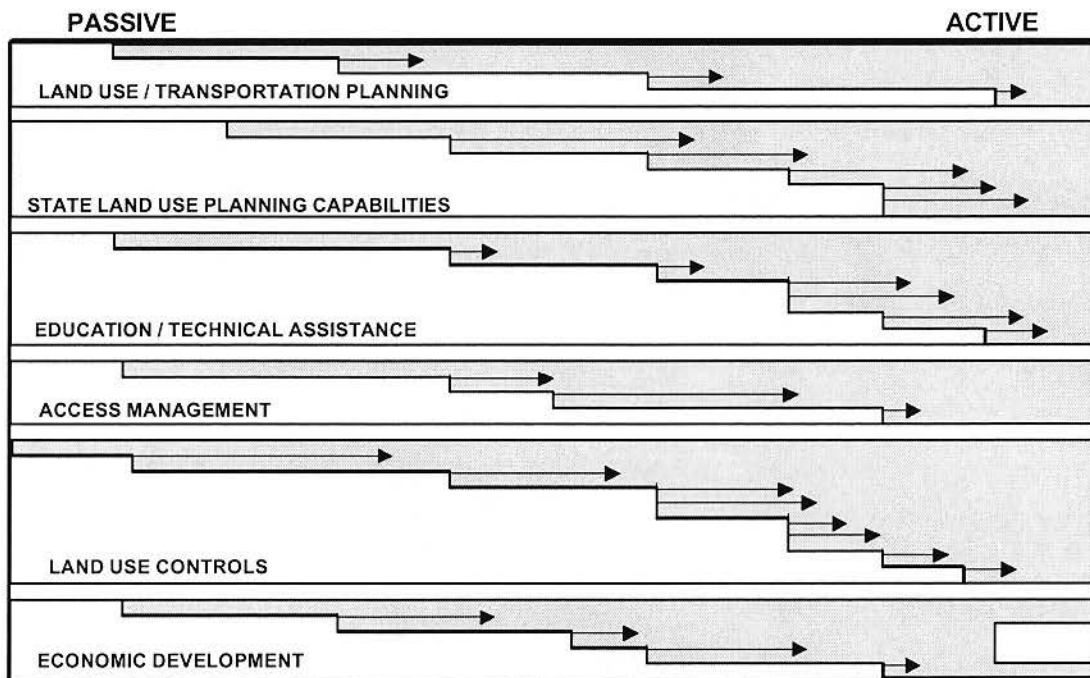 PASSIVE ACTIVE
LAND USE / TRANSPORTATION PLANNING
STATE LAND USE PLANNING CAPABILITIES
EDUCATION / TECHNICAL ASSISTANCE
ACCESS MANAGEMENT
LAND USE CONTROLS
ECONOMIC DEVELOPMENT